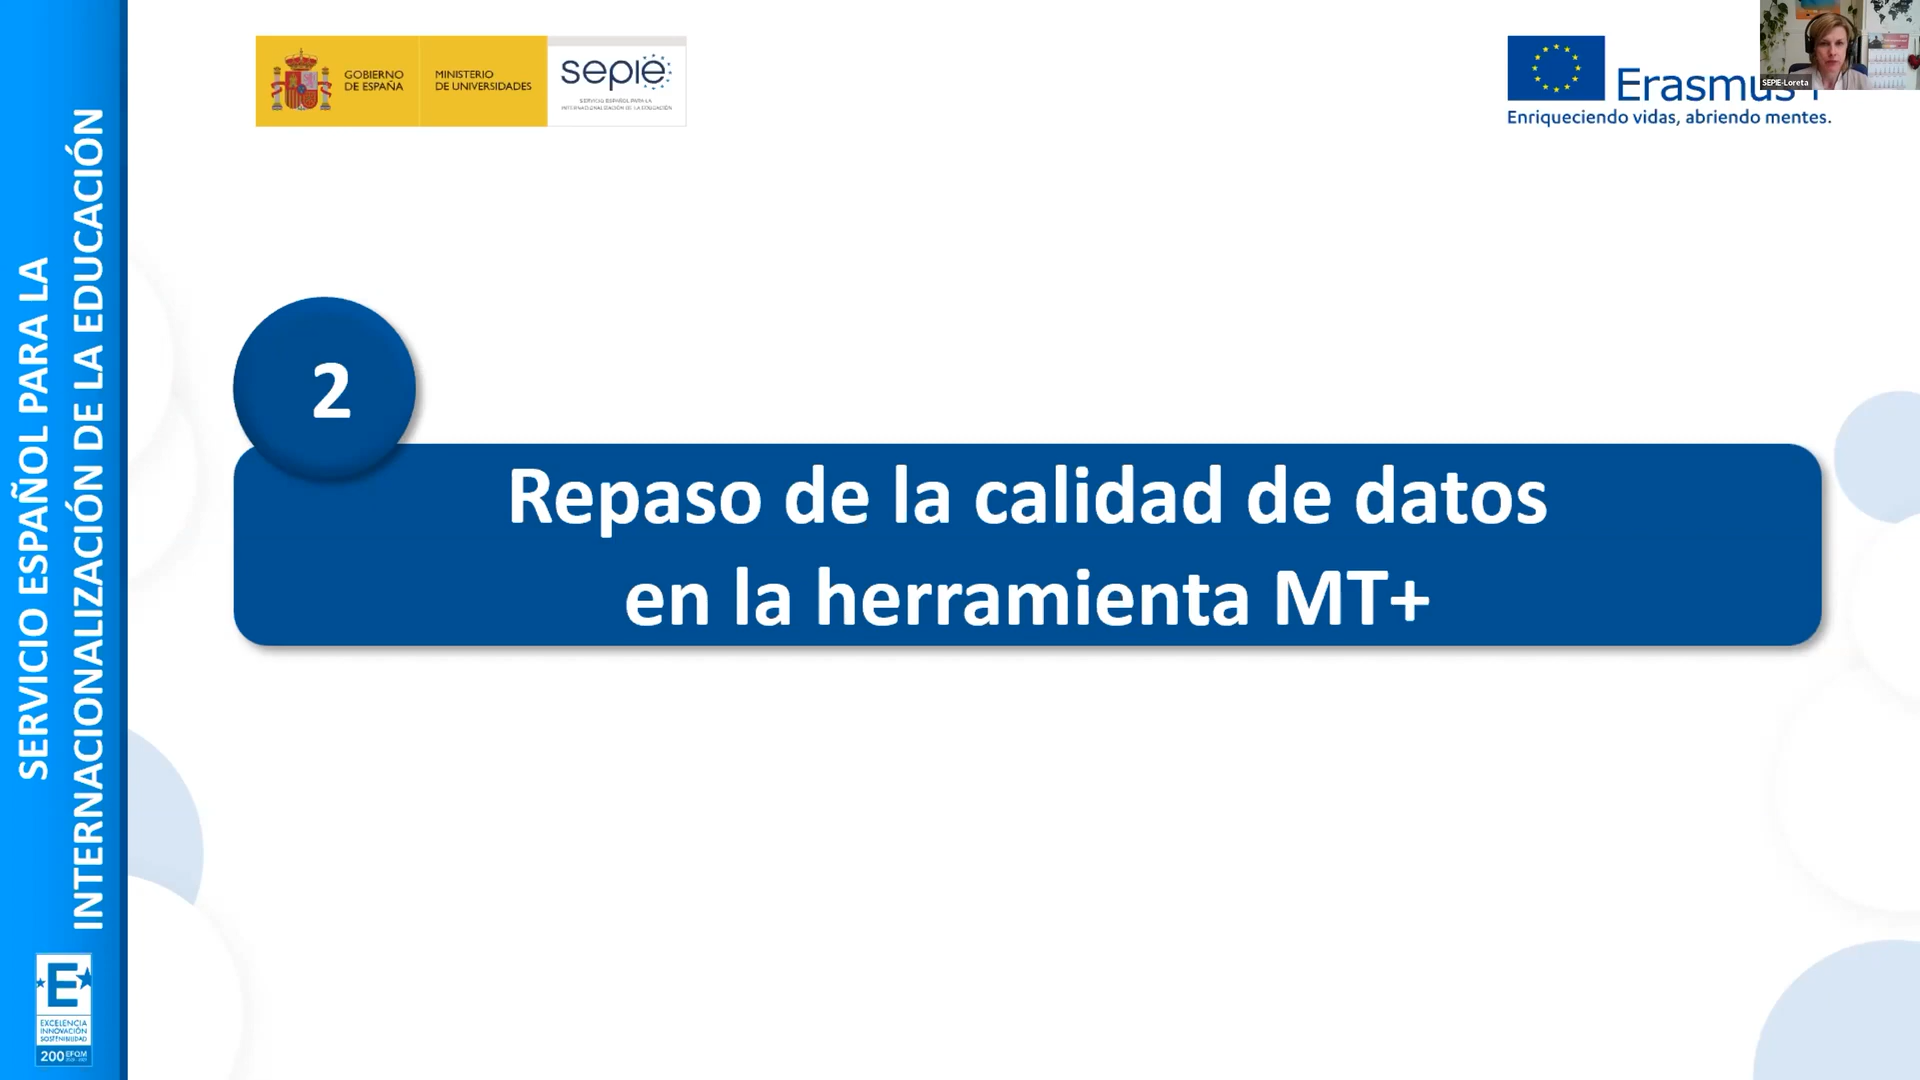 SERVICIO ESPAÑOL PARA LA
INTERNACIONALIZACIÓN DE LA EDUCACIÓN
GOBIERNO
DE ESPAÑA
MINISTERIO
DE UNIVERSIDADES
sepie
SERVICIO ESPAÑOL PARA LA
INTERNACIONALIZACIÓN DE LA EDUCACIÓN
Erasmus+
Enriqueciendo vidas, abriendo mentes.
SEPIE-Loreta
2
Repaso de la calidad de datos
en la herramienta MT+
E
EXCELENCIA
INNOVACIÓN
SOSTENIBILIDAD
200 EFQM